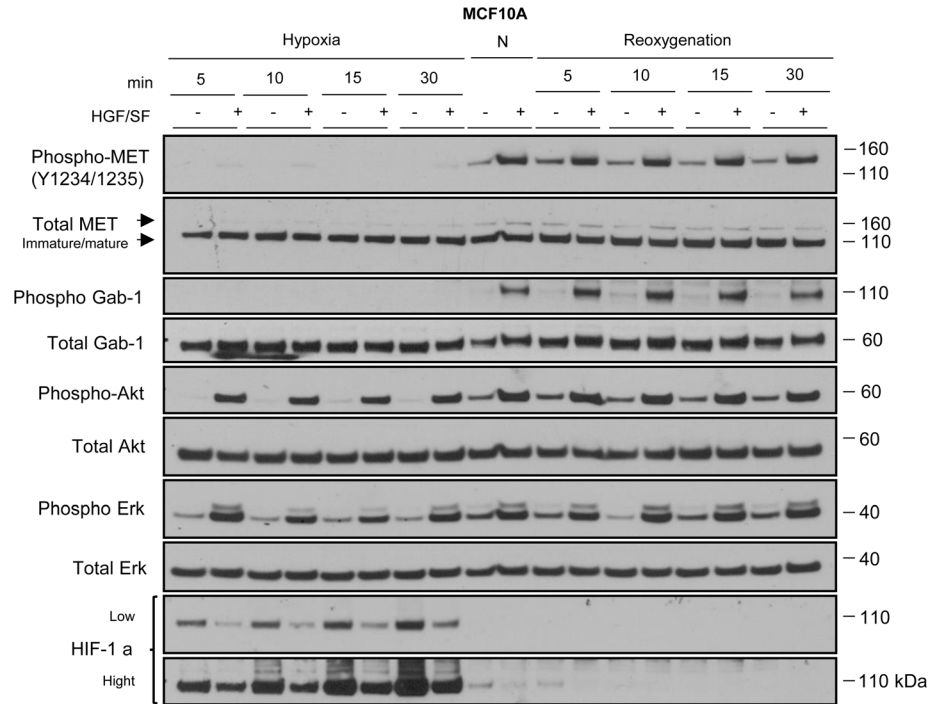 MCF10A
Hypoxia N Reoxygenation
min 5 10 15 30 5 10 15 30
HGF/SF - + - + - + - + - + - + - + - + - +
Phospho-MET
(Y1234/1235)
160
110
Total MET
Immature/mature
160
110
Phospho Gab-1 110
Total Gab-1 60
Phospho-Akt 60
Total Akt 60
Phospho Erk 40
Total Erk 40
HIF-1 a
Low 110
Hight 110 kDa